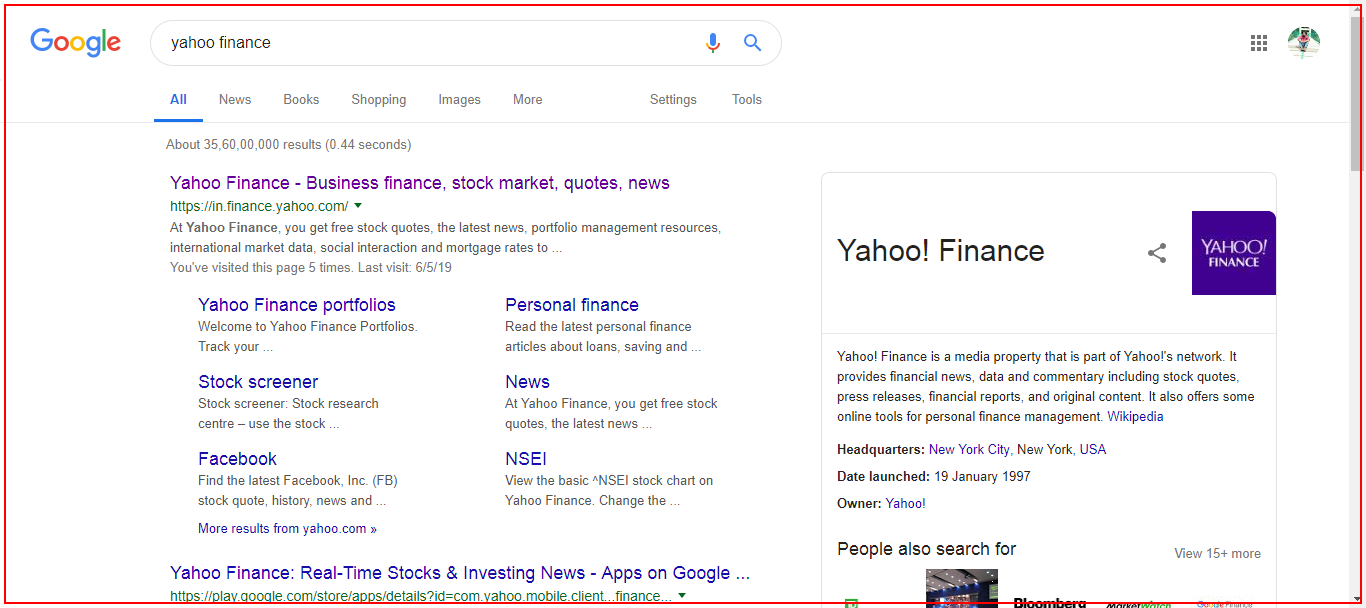 Google
yahoo finance
All News Books Shopping Images More Settings Tools
About 35,60,00,000 results (0.44 seconds)
Yahoo Finance - Business finance, stock market, quotes, news
https://in.finance.yahoo.com/
At Yahoo Finance, you get free stock quotes, the latest news, portfolio management resources,
international market data, social interaction and mortgage rates to ...
You've visited this page 5 times. Last visit: 6/5/19
Yahoo Finance portfolios
Welcome to Yahoo Finance Portfolios.
Track your ...
Personal finance
Read the latest personal finance
articles about loans, saving and ...
Stock screener
Stock screener: Stock research
centre – use the stock ...
News
At Yahoo Finance, you get free stock
quotes, the latest news ...
Facebook
Find the latest Facebook, Inc. (FB)
stock quote, history, news and ...
NSEI
View the basic ^NSEI stock chart on
Yahoo Finance. Change the ...
More results from yahoo.com »
Yahoo Finance: Real-Time Stocks & Investing News - Apps on Google ...
https://play.google.com/store/apps/details?id=com.yahoo.mobile.client...finance...
Yahoo! Finance
YAHOO!
FINANCE
Yahoo! Finance is a media property that is part of Yahoo!'s network. It
provides financial news, data and commentary including stock quotes,
press releases, financial reports, and original content. It also offers some
online tools for personal finance management. Wikipedia
Headquarters: New York City, New York, USA
Date launched: 19 January 1997
Owner: Yahoo!
People also search for
View 15+ more
Bloomberg
MarketWatch
Google Finance